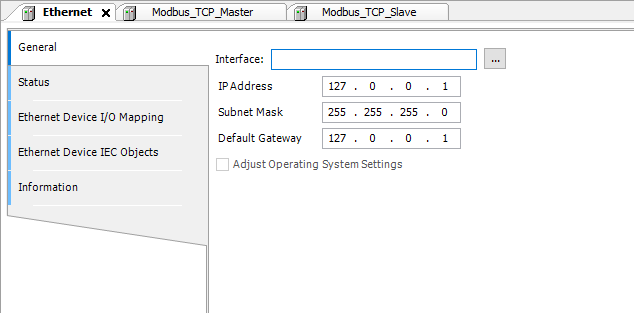 Ethernet Modbus_TCP_Master Modbus_TCP_Slave
General
Interface: ...
Status
IP Address 127 . 0 . 0 . 1
Subnet Mask 255 . 255 . 255 . 0
Ethernet Device I/O Mapping
Default Gateway 127 . 0 . 0 . 1
Ethernet Device IEC Objects
Adjust Operating System Settings
Information